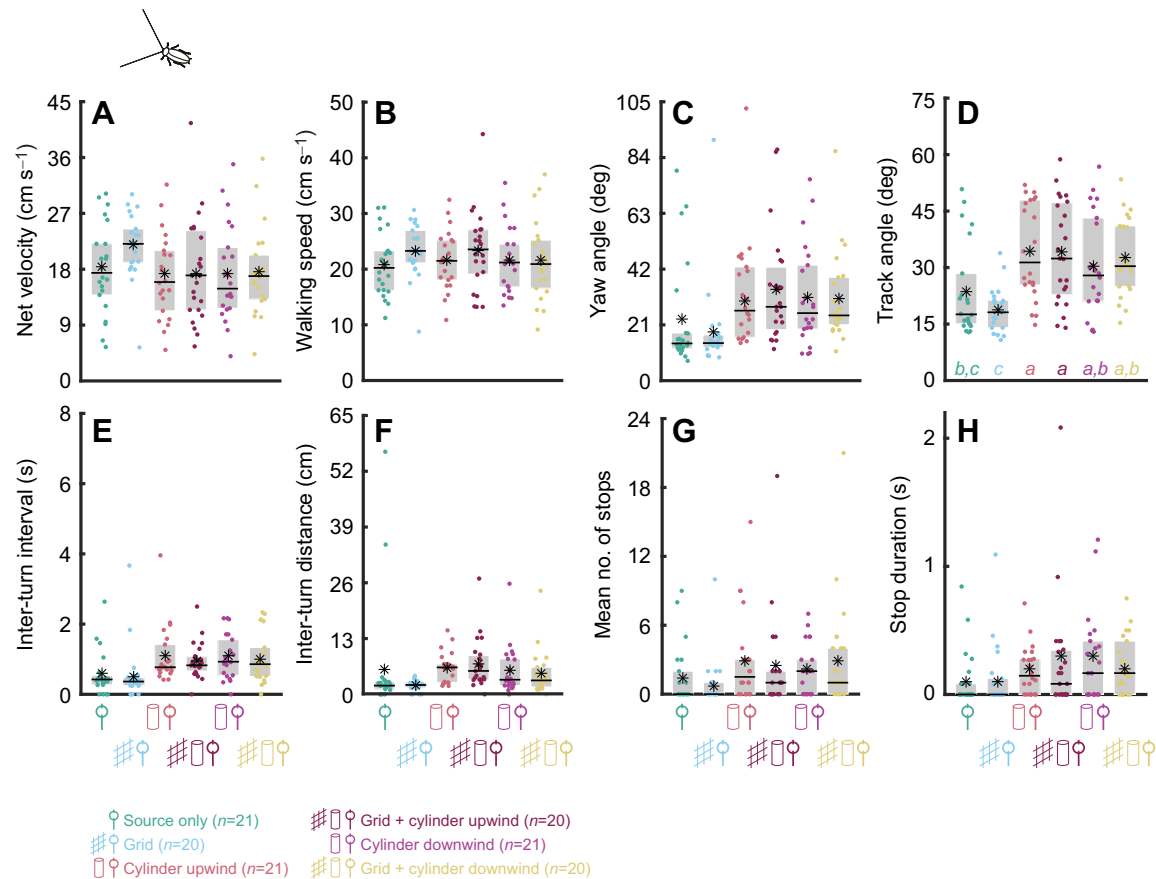 A
B
C
D
Net velocity (cm s⁻¹)
45
36
27
18
9
0
Walking speed (cm s⁻¹)
50
40
30
20
10
0
Yaw angle (deg)
105
84
63
42
21
0
Track angle (deg)
75
60
45
30
15
0
b,c c a a a,b a,b
E
F
G
H
Inter-turn interval (s)
8
6
4
2
0
Inter-turn distance (cm)
65
52
39
26
13
0
Mean no. of stops
24
18
12
6
0
Stop duration (s)
2
1
0
Source only (n=21)
Grid (n=20)
Cylinder upwind (n=21)
Grid + cylinder upwind (n=20)
Cylinder downwind (n=21)
Grid + cylinder downwind (n=20)